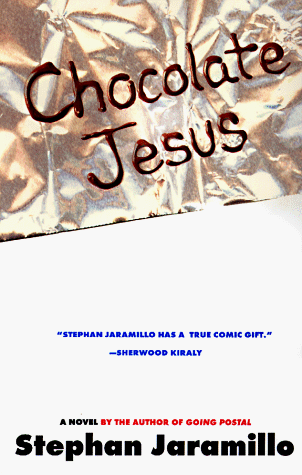 Chocolate
Jesus
"STEPHAN JARAMILLO HAS A TRUE COMIC GIFT."
—SHERWOOD KIRALY
A NOVEL BY THE AUTHOR OF GOING POSTAL
Stephan Jaramillo